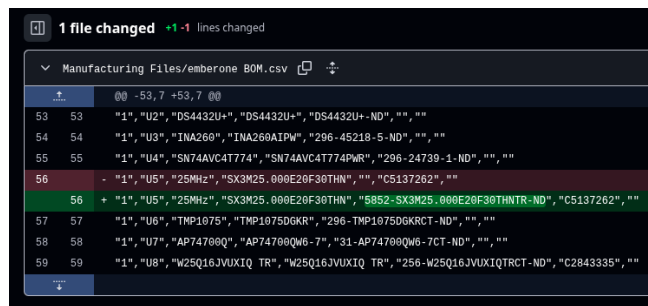 1 file changed +1 -1 lines changed
Manufacturing Files/emberone BOM.csv
@@ -53,7 +53,7 @@
53 53 "1","U2","DS4432U+","DS4432U+","DS4432U+-ND","",""
54 54 "1","U3","INA260","INA260AIPW","296-45218-5-ND","",""
55 55 "1","U4","SN74AVC4T774","SN74AVC4T774PWR","296-24739-1-ND","",""
56 - "1","U5","25MHz","SX3M25.000E20F30THN","","C5137262",""
56 + "1","U5","25MHz","SX3M25.000E20F30THN","5852-SX3M25.000E20F30THNTR-ND","C5137262",""
57 57 "1","U6","TMP1075","TMP1075DGKR","296-TMP1075DGKRCT-ND","",""
58 58 "1","U7","AP74700Q","AP74700QW6-7","31-AP74700QW6-7CT-ND","",""
59 59 "1","U8","W25Q16JVUXIQ TR","W25Q16JVUXIQ TR","256-W25Q16JVUXIQTRCT-ND","C2843335",""